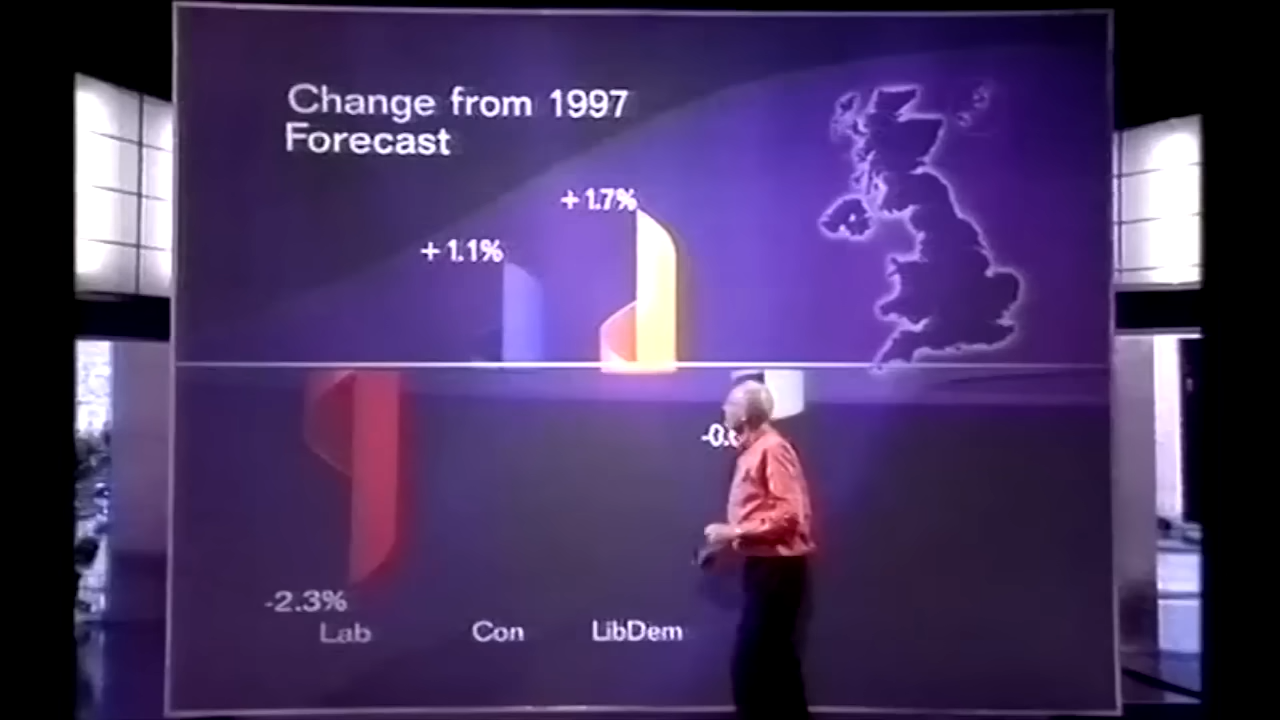 Change from 1997
Forecast
+1.7%
+1.1%
-2.3%
Lab Con LibDem